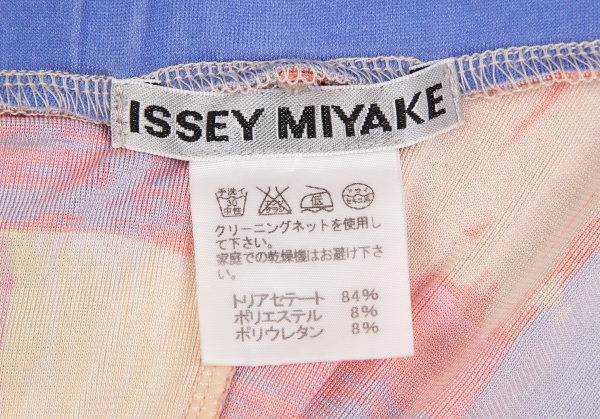 ISSEY MIYAKE
手洗イ
30
中性
低
クリーニングネットを使用し
て下さい。
家庭での乾燥機はお避け下さ
い。
トリアセテート 84%
ポリエステル 8%
ポリウレタン 8%